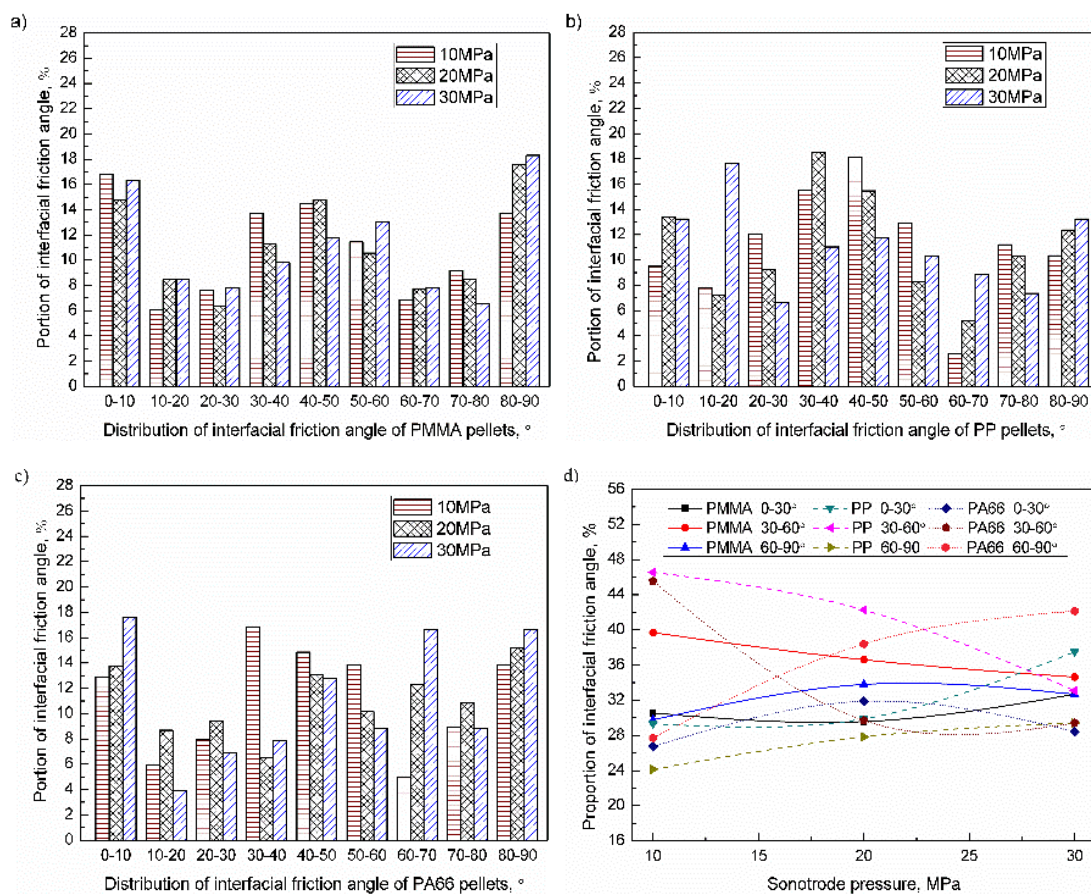 a)
28
26
24
22
20
18
16
14
12
10
8
6
4
2
0
Portion of interfacial friction angle, %
10MPa
20MPa
30MPa
0-10 10-20 20-30 30-40 40-50 50-60 60-70 70-80 80-90
Distribution of interfacial friction angle of PMMA pellets, °
b)
28
26
24
22
20
18
16
14
12
10
8
6
4
2
0
Portion of interfacial friction angle, %
10MPa
20MPa
30MPa
0-10 10-20 20-30 30-40 40-50 50-60 60-70 70-80 80-90
Distribution of interfacial friction angle of PP pellets, °
c)
28
26
24
22
20
18
16
14
12
10
8
6
4
2
0
Portion of interfacial friction angle, %
10MPa
20MPa
30MPa
0-10 10-20 20-30 30-40 40-50 50-60 60-70 70-80 80-90
Distribution of interfacial friction angle of PA66 pellets, °
d)
56
52
48
44
40
36
32
28
24
20
16
Proportion of interfacial friction angle, %
PMMA 0-30° PP 0-30° PA66 0-30°
PMMA 30-60° PP 30-60° PA66 30-60°
PMMA 60-90° PP 60-90 PA66 60-90°
10 15 20 25 30
Sonotrode pressure, MPa